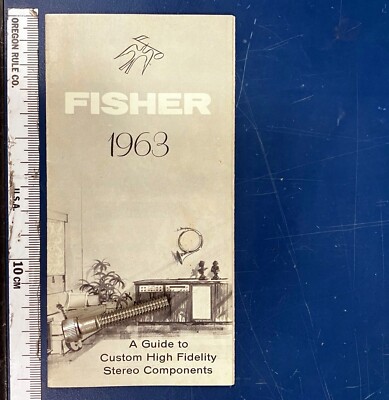 OREGON RULE CO.
U.S.A.
10 CM
FISHER
1963
A Guide to
Custom High Fidelity
Stereo Components